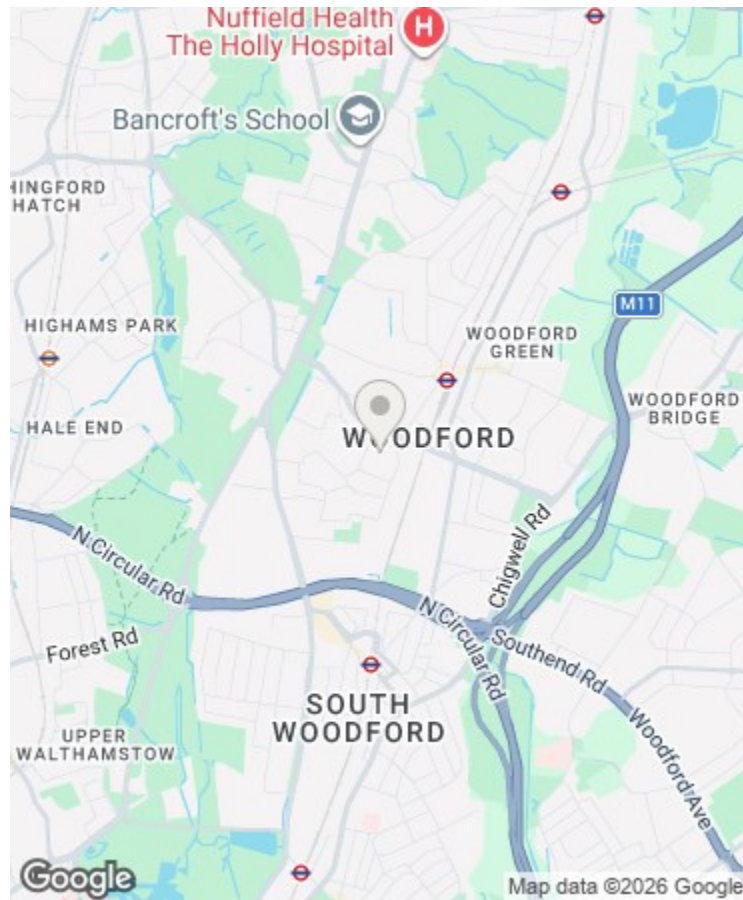 Nuffield Health
The Holly Hospital
H
Bancroft's School
HINGFORD
HATCH
M11
HIGHAMS PARK
WOODFORD
GREEN
WOODFORD
BRIDGE
HALE END
WOODFORD
Chigwell Rd
N Circular Rd
N Circular Rd
Forest Rd
Southend Rd
SOUTH
WOODFORD
UPPER
WALTHAMSTOW
Woodford Ave
Google
Map data ©2026 Google